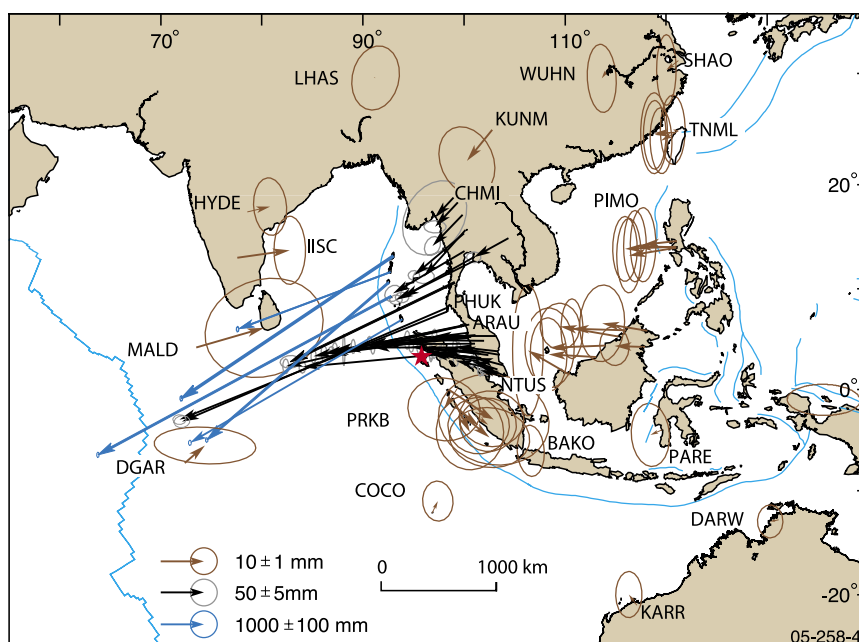 70°
90°
110°
LHAS
WUHN
SHAO
KUNM
TNML
CHMI
20°
HYDE
PIMO
IISC
PHUK
ARAU
MALD
NTUS
0°
PRKB
BAKO
DGAR
PARE
COCO
DARW
10 ± 1 mm
0 1000 km
50 ± 5mm
-20°
KARR
1000 ± 100 mm
05-258-4